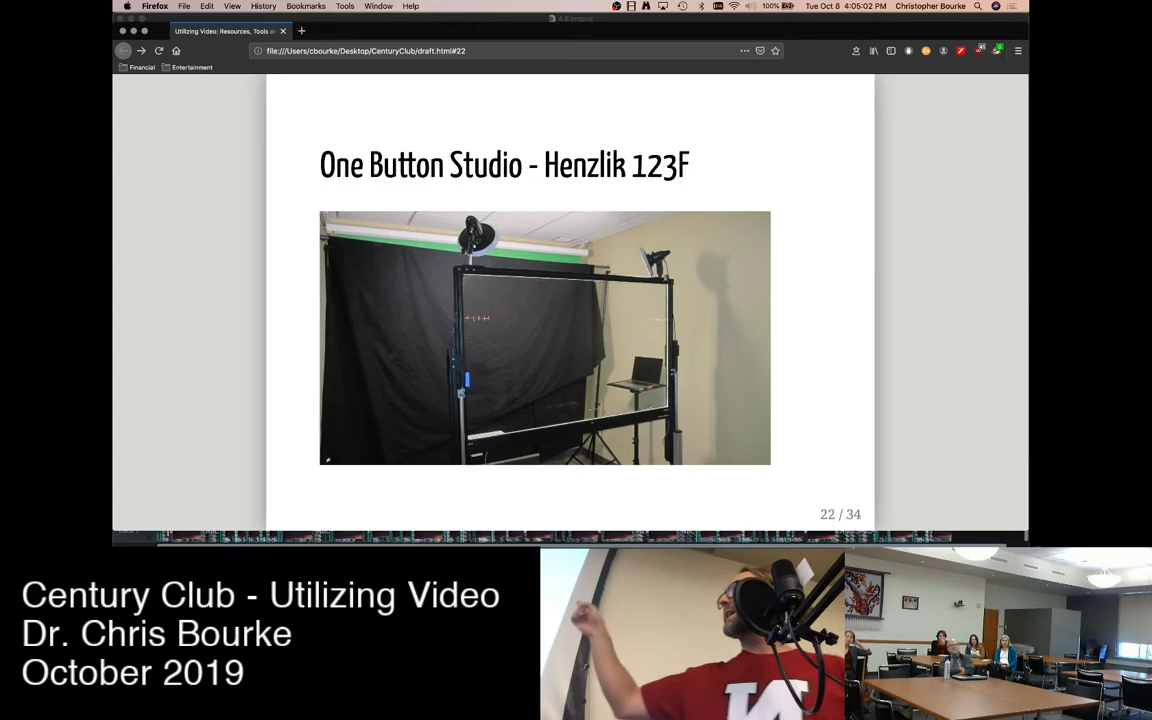 Firefox File Edit View History Bookmarks Tools Window Help
100% Tue Oct 8 4:05:02 PM Christopher Bourke
Utilizing Video: Resources, Tools
file:///Users/cbourke/Desktop/CenturyClub/draft.html#22
Financial Entertainment
One Button Studio - Henzlik 123F
22 / 34
Century Club - Utilizing Video
Dr. Chris Bourke
October 2019
N